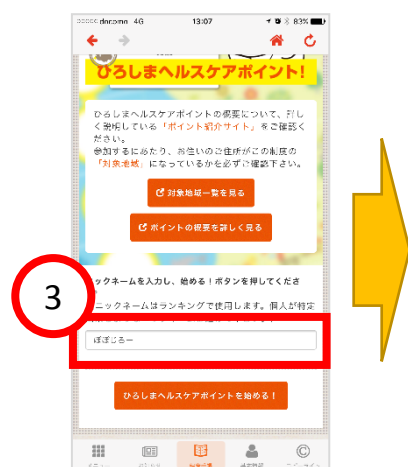 docomo 4G 13:07 83%
ひろしまヘルスケアポイント!
ひろしまヘルスケアポイントの概要について、詳し
く説明している「ポイント紹介サイト」をご確認く
ださい。
参加するにあたり、お住いのご住所がこの制度の
「対象地域」になっているかを必ずご確認下さい。
対象地域一覧を見る
ポイントの概要を詳しく見る
ックネームを入力し、始める！ボタンを押してくださ
3
ニックネームはランキングで使用します。個人が特定
ぽぽじろー
ひろしまヘルスケアポイントを始める！